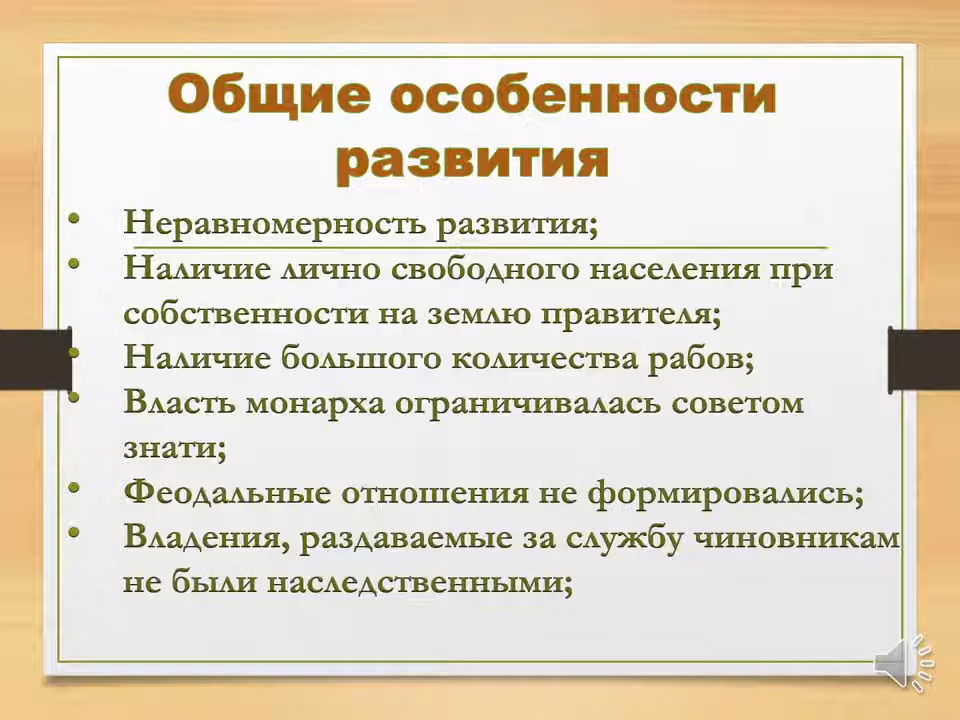 Общие особенности
развития
• Неравномерность развития;
• Наличие лично свободного населения при
собственности на землю правителя;
• Наличие большого количества рабов;
• Власть монарха ограничивалась советом
знати;
• Феодальные отношения не формировались;
• Владения, раздаваемые за службу чиновникам
не были наследственными;